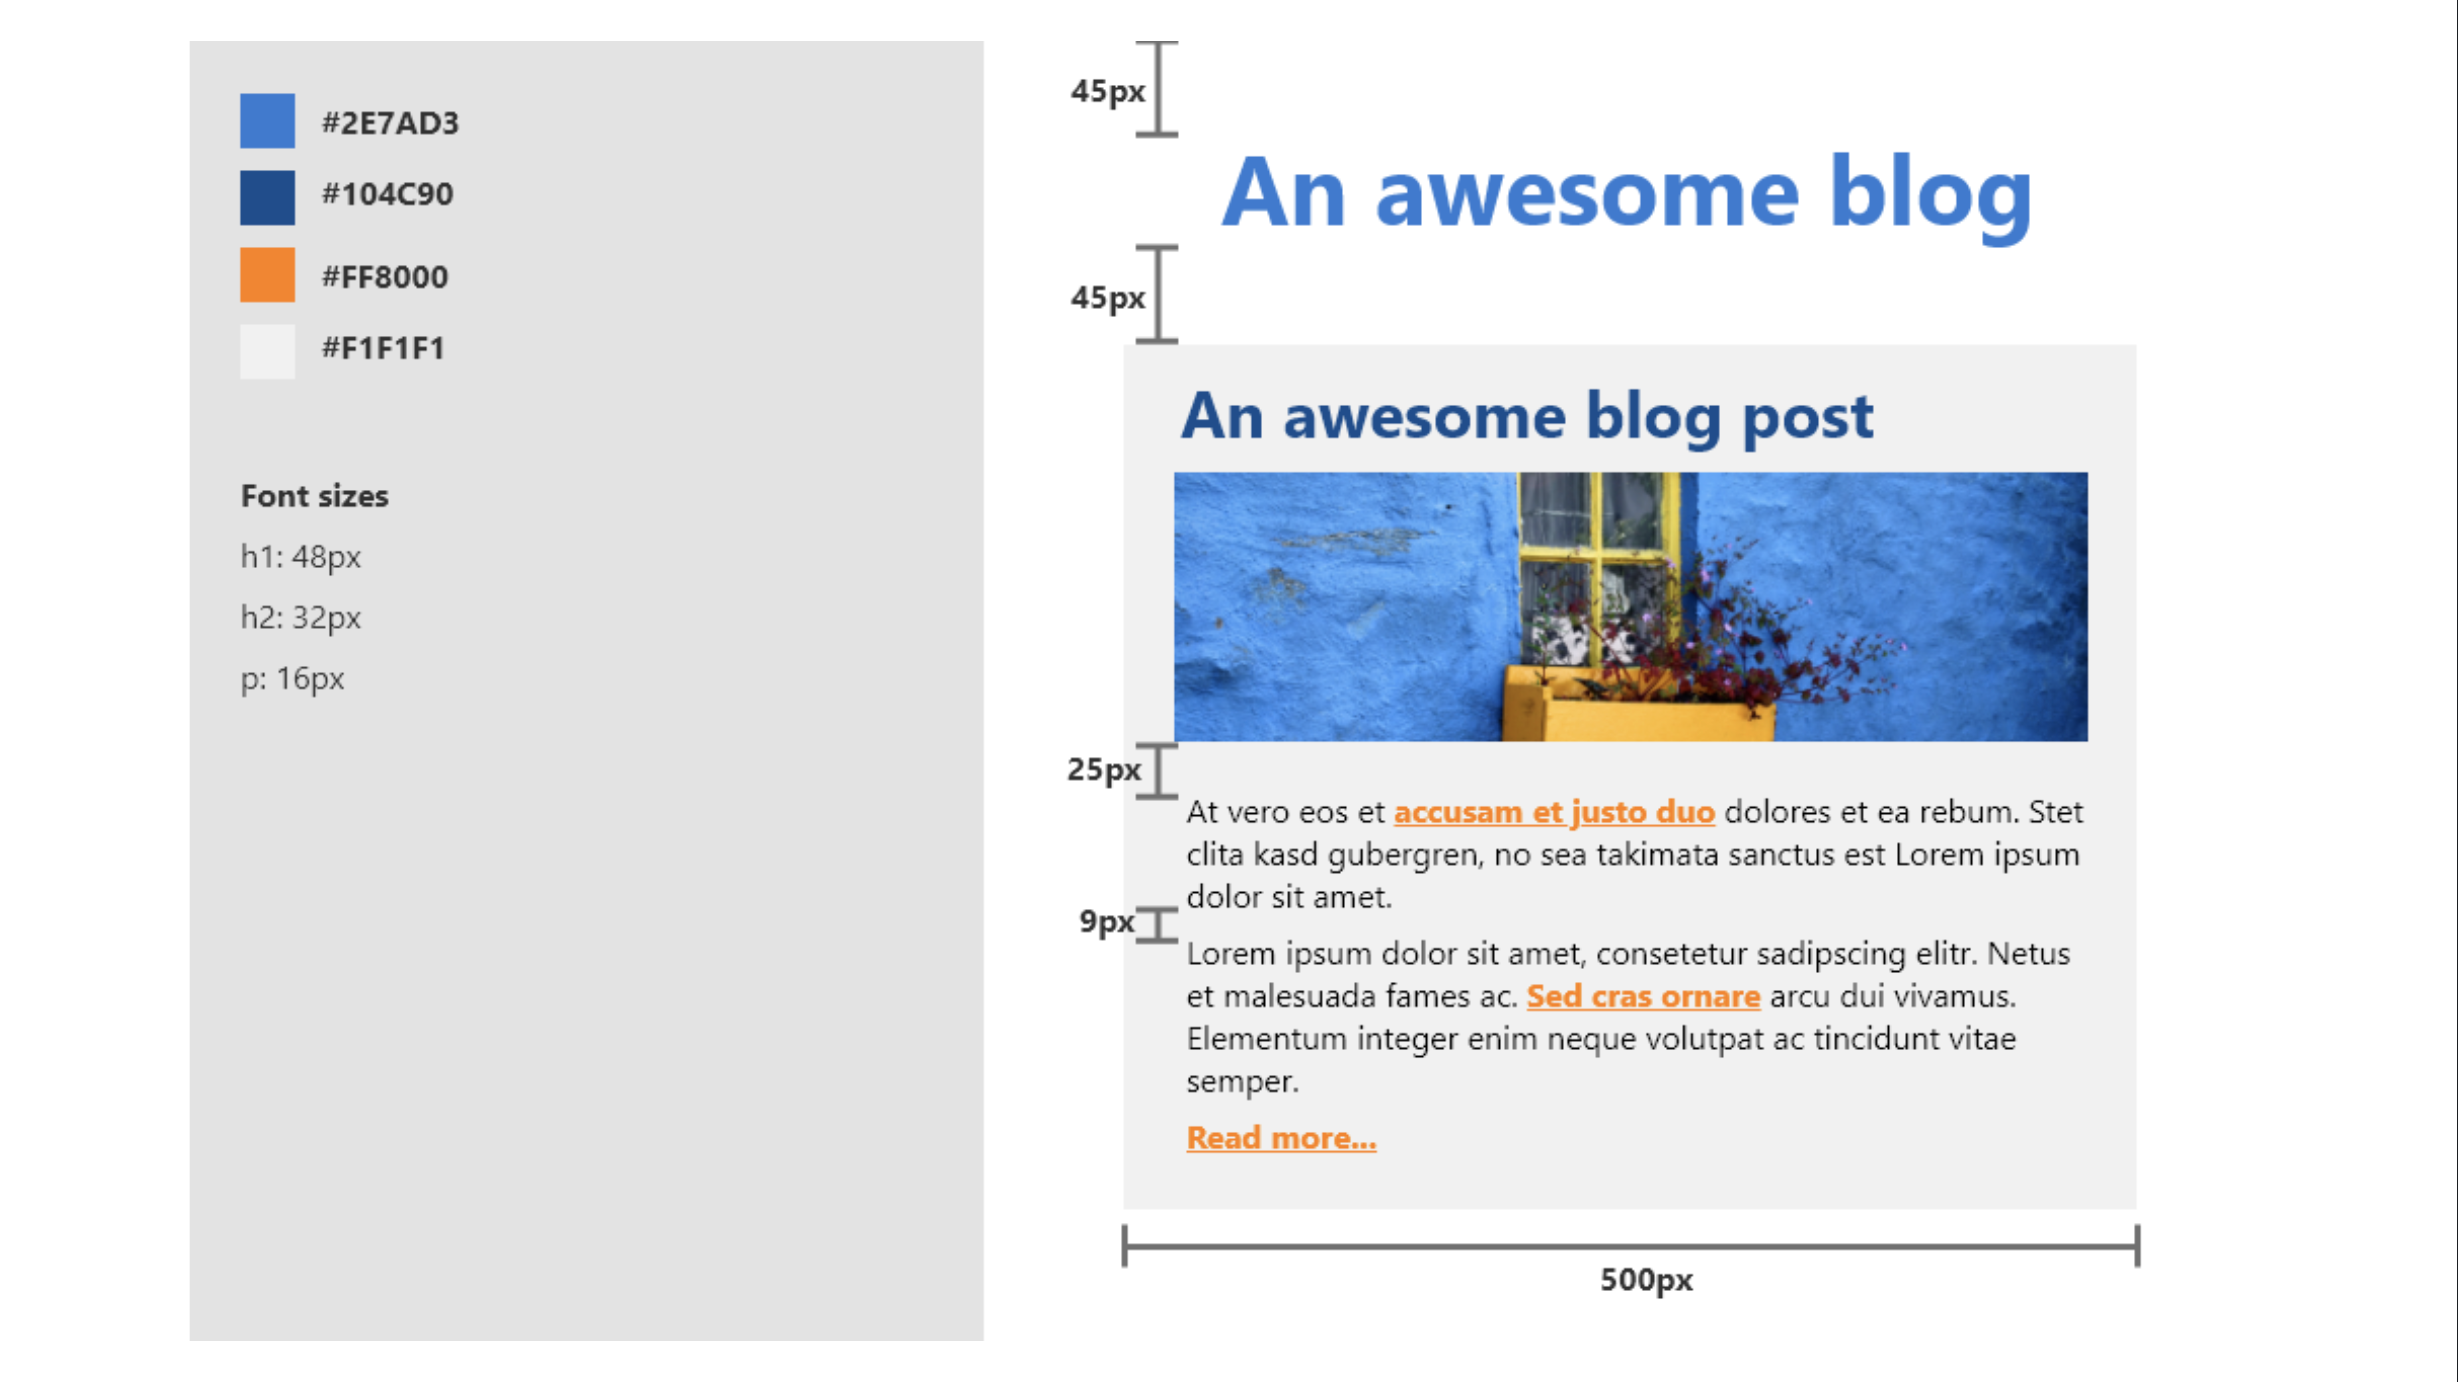 #2E7AD3
#104C90
#FF8000
#F1F1F1
Font sizes
h1: 48px
h2: 32px
p: 16px
45px
An awesome blog
45px
An awesome blog post
25px
At vero eos et accusam et justo duo dolores et ea rebum. Stet
clita kasd gubergren, no sea takimata sanctus est Lorem ipsum
dolor sit amet.
9px
Lorem ipsum dolor sit amet, consetetur sadipscing elitr. Netus
et malesuada fames ac. Sed cras ornare arcu dui vivamus.
Elementum integer enim neque volutpat ac tincidunt vitae
semper.
Read more...
500px